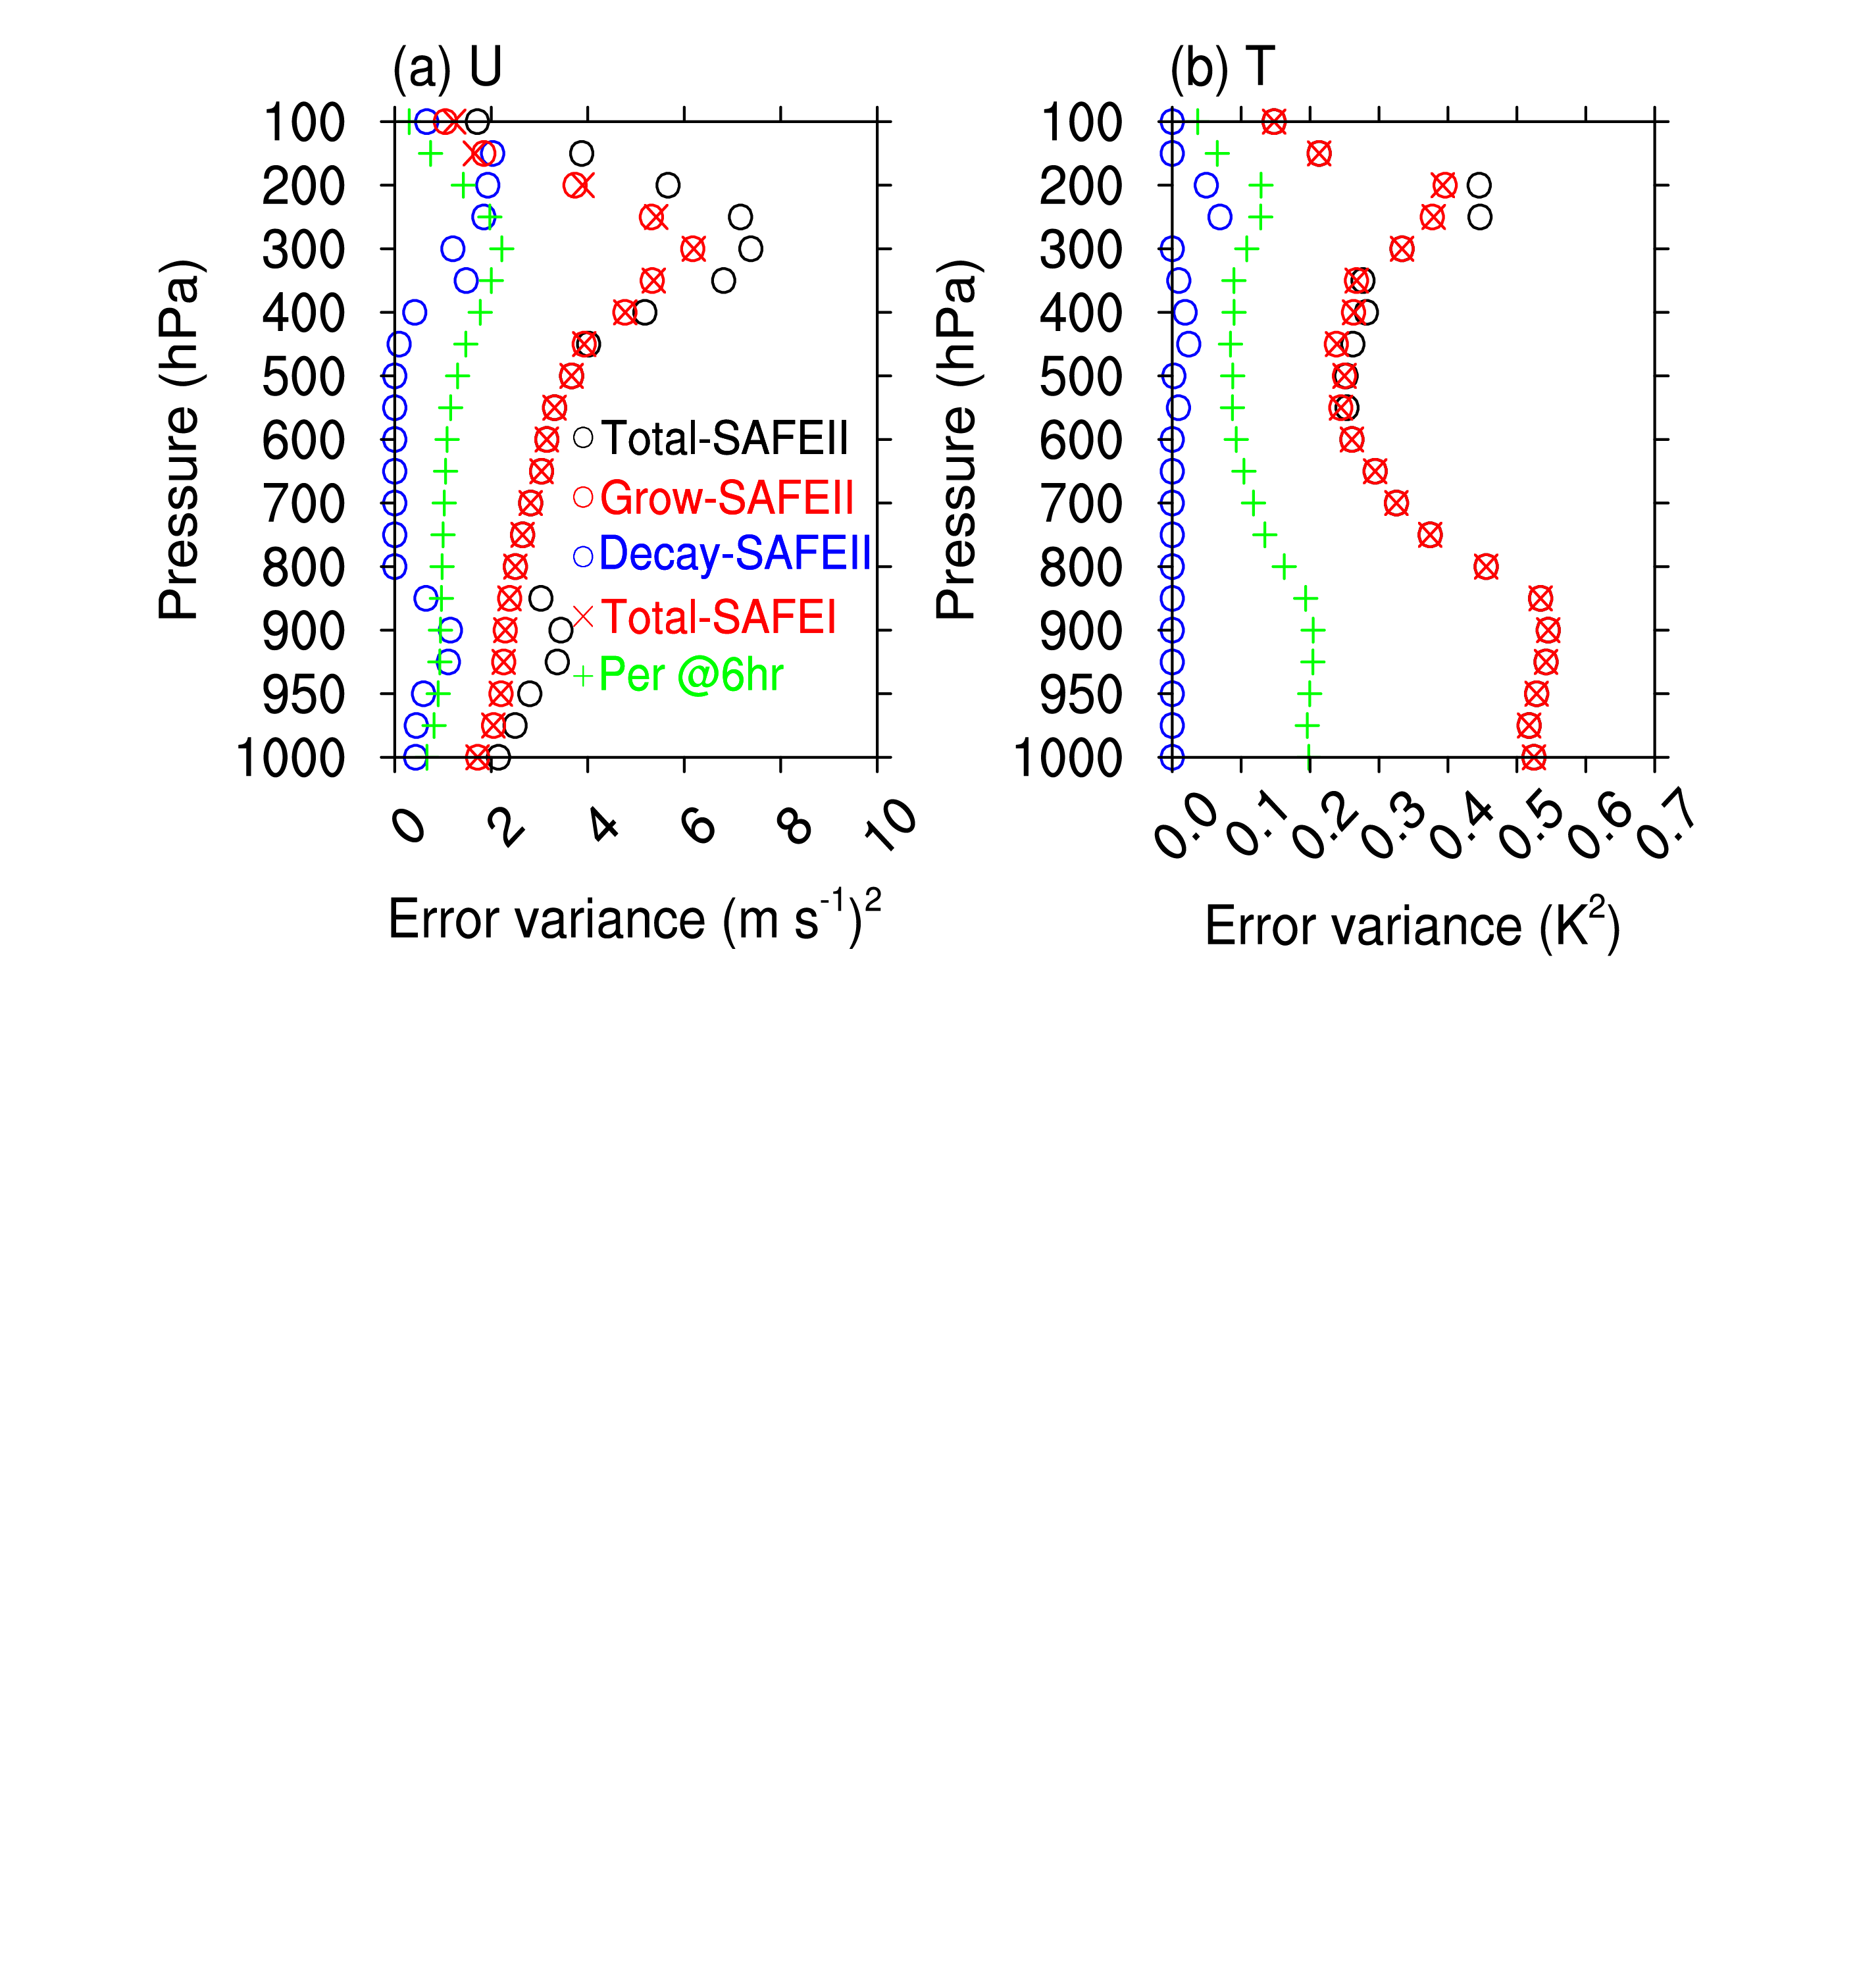 (a) U
100
200
300
400
500
600
700
800
900
950
1000
Pressure (hPa)
0 2 4 6 8 10
Error variance (m s⁻¹)²
Total-SAFEII
Grow-SAFEII
Decay-SAFEII
Total-SAFEI
Per @6hr
(b) T
100
200
300
400
500
600
700
800
900
950
1000
Pressure (hPa)
0.0 0.1 0.2 0.3 0.4 0.5 0.6 0.7
Error variance (K²)